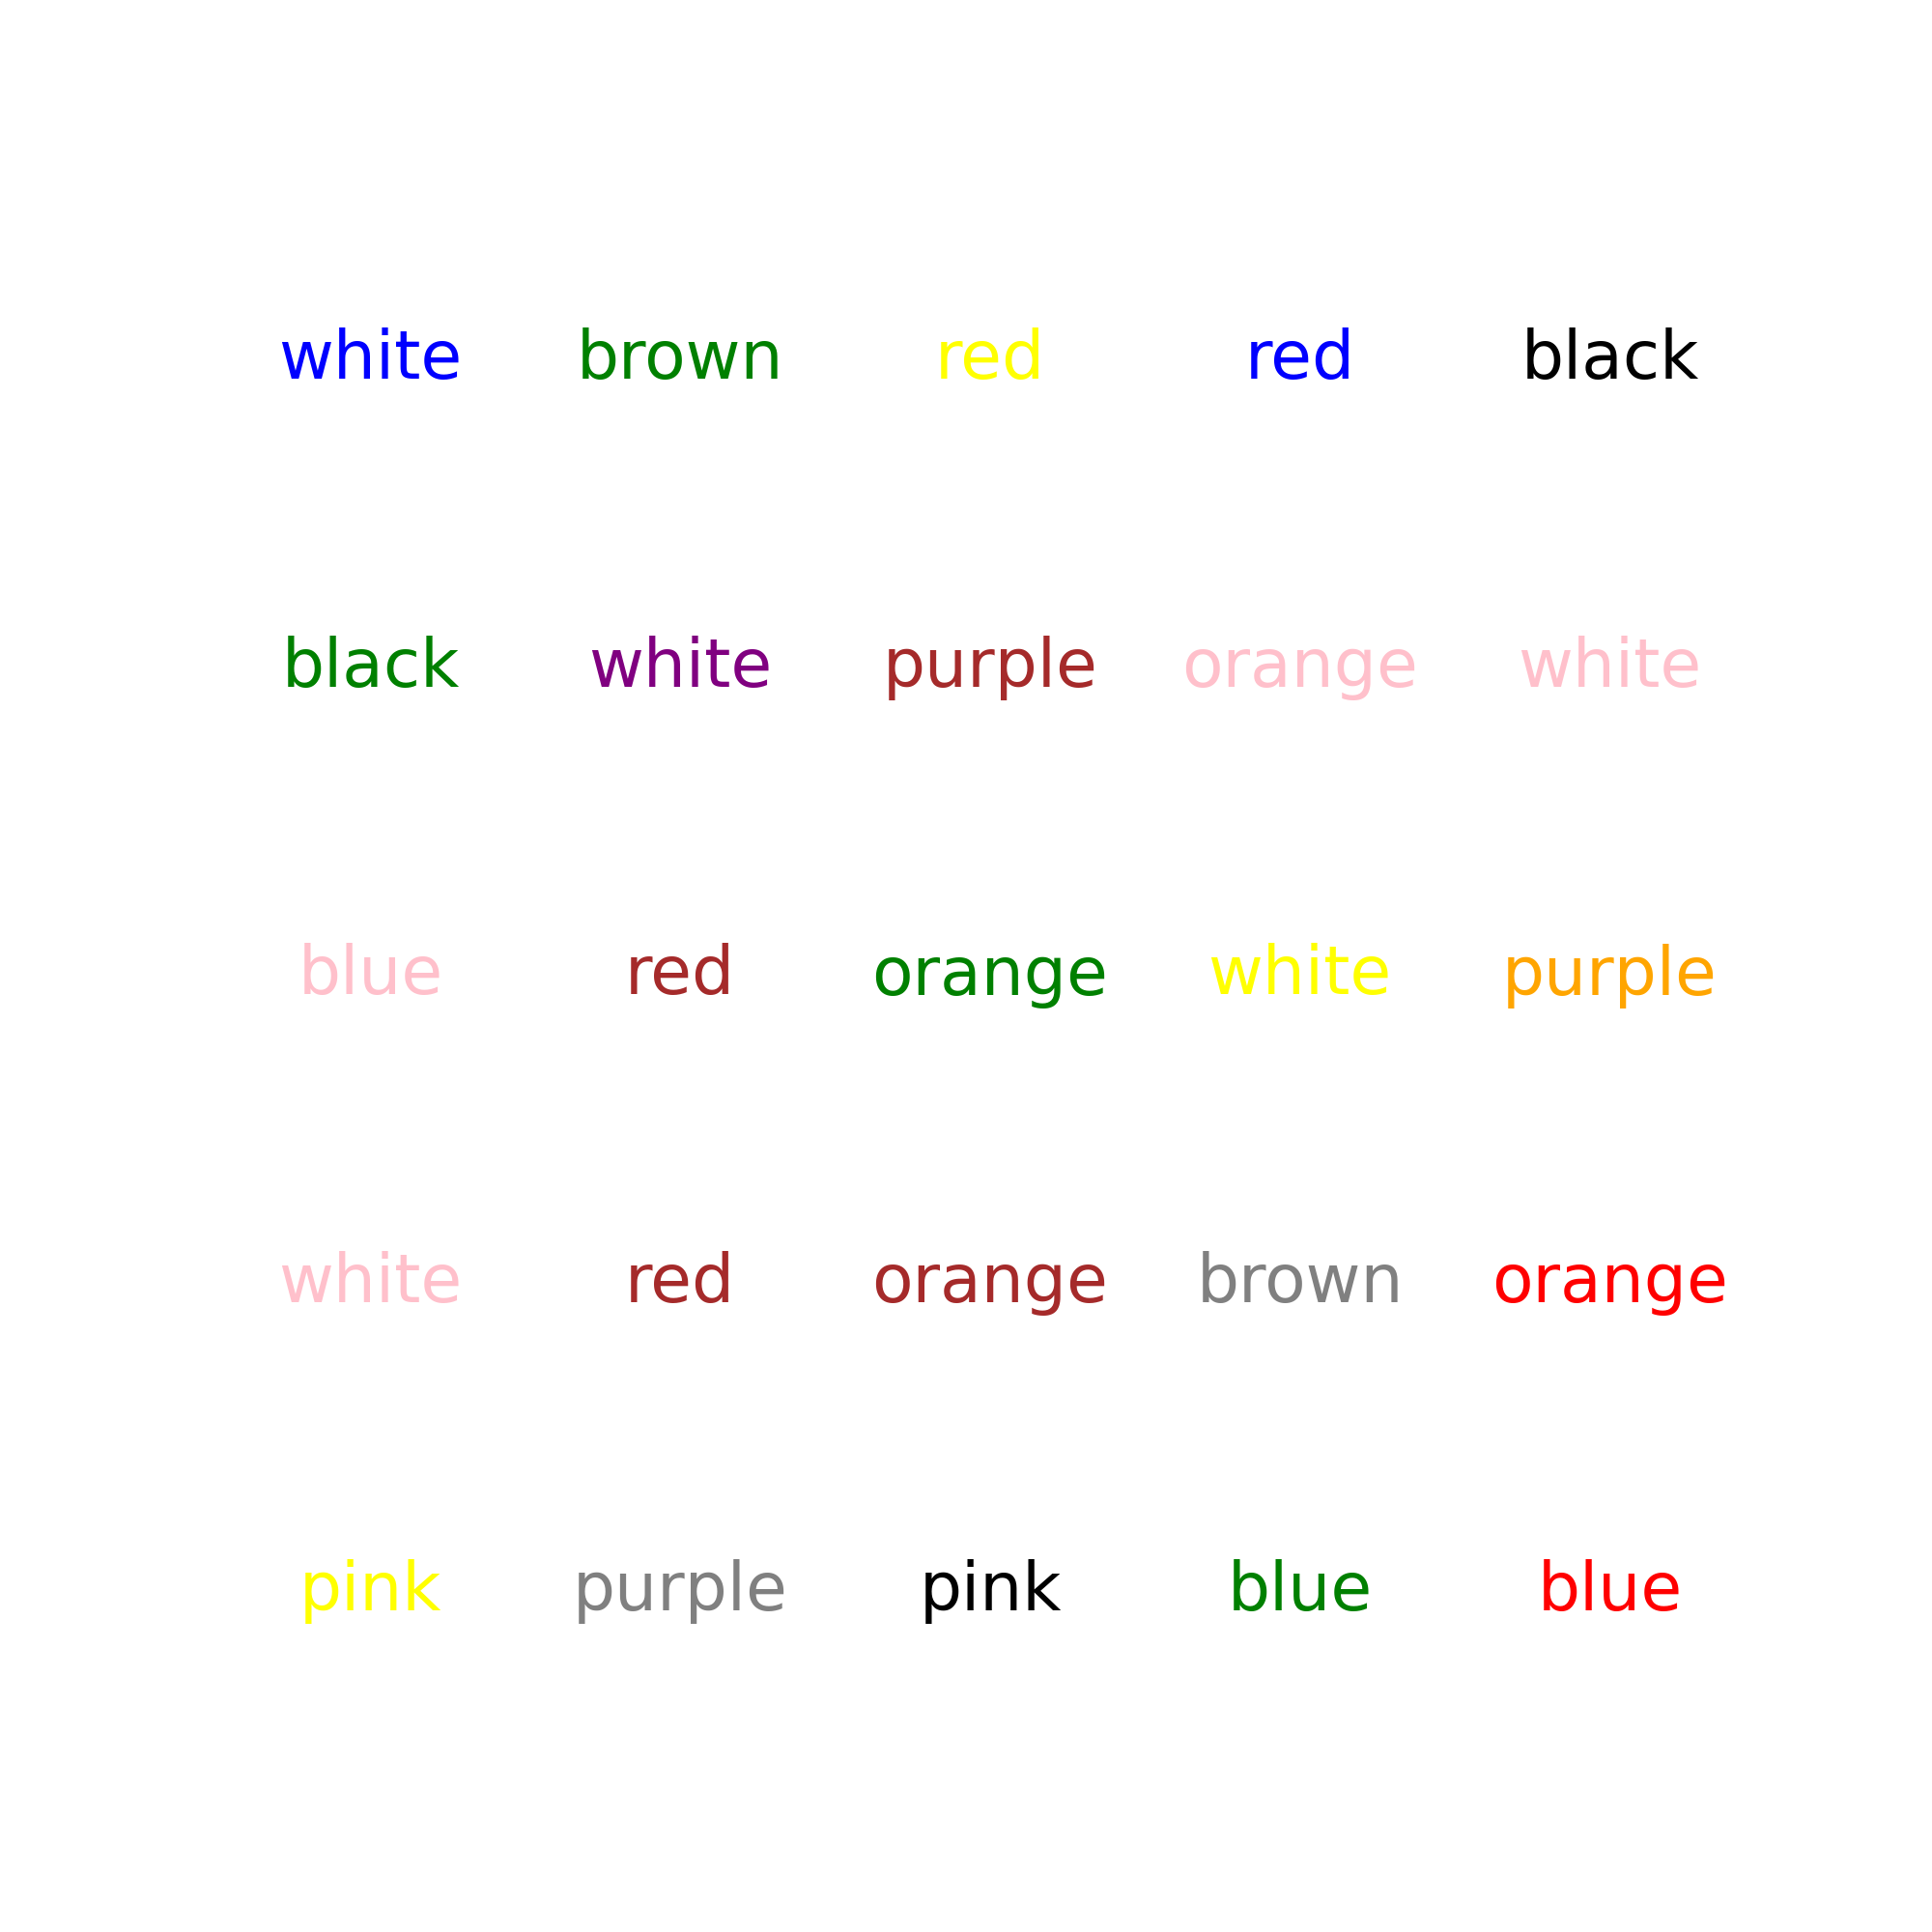 white brown red red black
black white purple orange white
blue red orange white purple
white red orange brown orange
pink purple pink blue blue